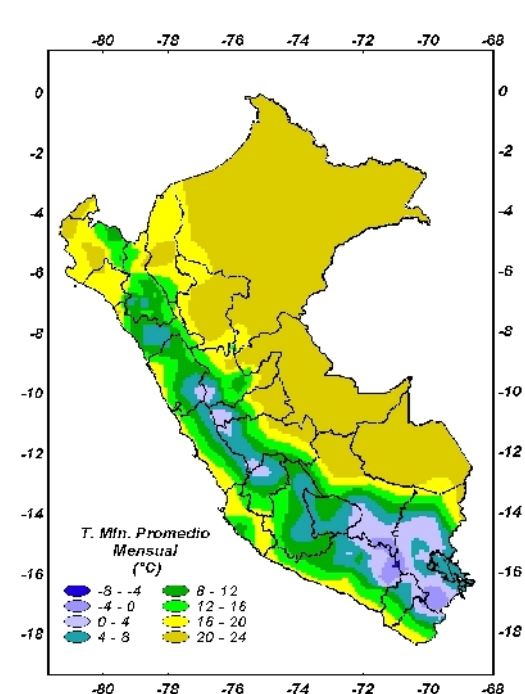 -80 -78 -76 -74 -72 -70 -68
0 0
-2 -2
-4 -4
-6 -6
-8 -8
-10 -10
-12 -12
-14 -14
-16 -16
-18 -18
T. Mín. Promedio
Mensual
(°C)
-8 - -4 8 - 12
-4 - 0 12 - 16
0 - 4 16 - 20
4 - 8 20 - 24
-80 -78 -76 -74 -72 -70 -68